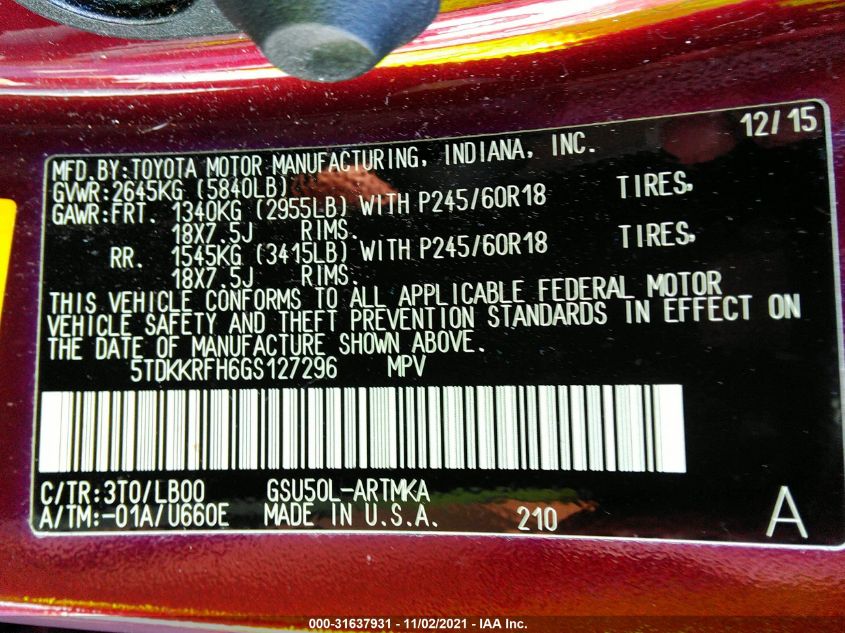 12/15
MFD.BY:TOYOTA MOTOR MANUFACTURING, INDIANA, INC.
GVWR:2645KG (5840LB)
GAWR:FRT. 1340KG (2955LB) WITH P245/60R18 TIRES,
18X7.5J RIMS.
RR. 1545KG (3415LB) WITH P245/60R18 TIRES,
18X7.5J RIMS.
THIS VEHICLE CONFORMS TO ALL APPLICABLE FEDERAL MOTOR
VEHICLE SAFETY AND THEFT PREVENTION STANDARDS IN EFFECT ON
THE DATE OF MANUFACTURE SHOWN ABOVE.
5TDKKRFH6GS127296 MPV
C/TR:3T0/LB00 GSU50L-ARTMKA
A/TM:-01A/U660E MADE IN U.S.A. 210 A
000-31637931 - 11/02/2021 - IAA Inc.